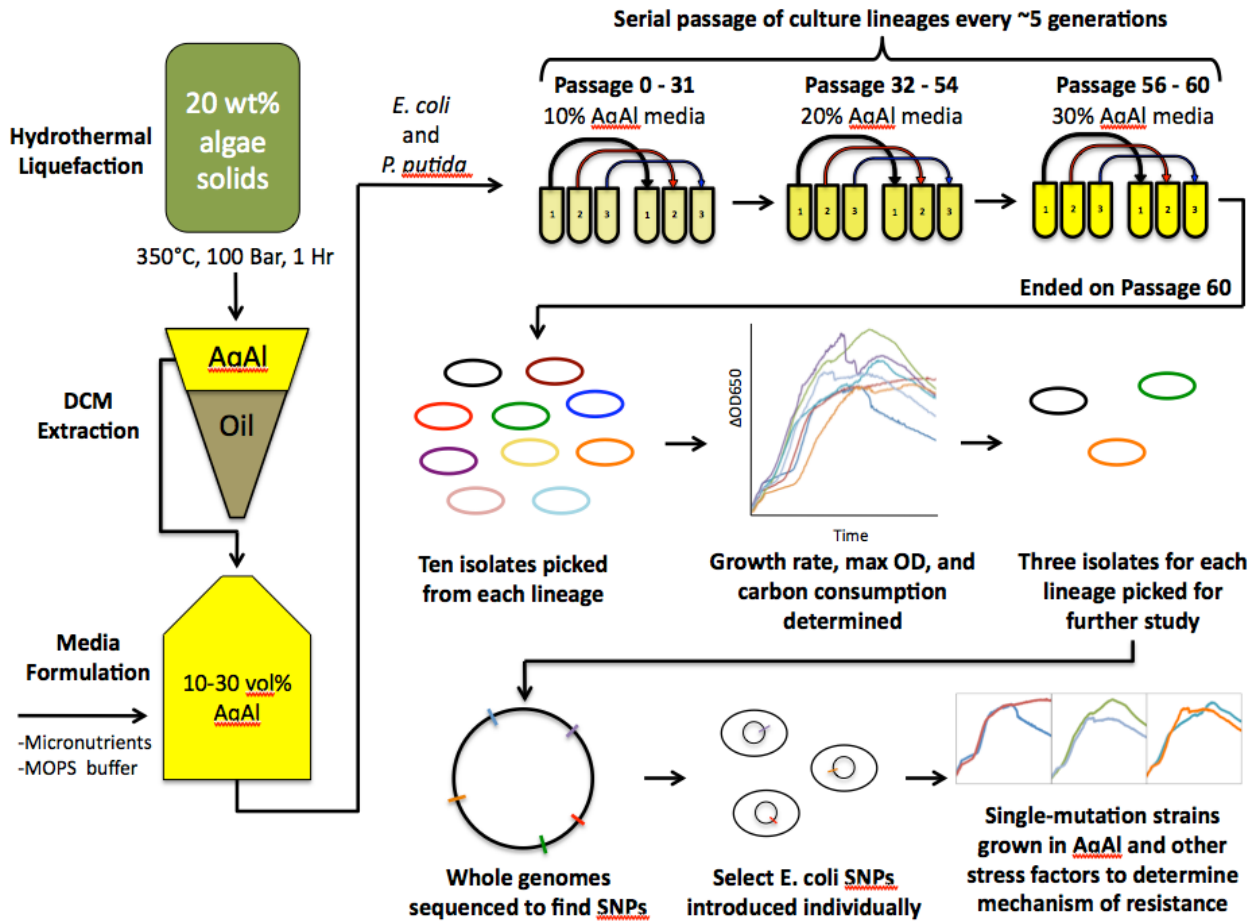 Serial passage of culture lineages every ~5 generations
Hydrothermal
Liquefaction
20 wt%
algae
solids
350°C, 100 Bar, 1 Hr
DCM
Extraction
AqAl
Oil
Media
Formulation
-Micronutrients
-MOPS buffer
10-30 vol%
AqAl
E. coli
and
P. putida
Passage 0 - 31
10% AqAl media
1 2 3 1 2 3
Passage 32 - 54
20% AqAl media
1 2 3 1 2 3
Passage 56 - 60
30% AqAl media
1 2 3 1 2 3
Ended on Passage 60
Ten isolates picked
from each lineage
ΔOD650
Time
Growth rate, max OD, and
carbon consumption
determined
Three isolates for each
lineage picked for
further study
Whole genomes
sequenced to find SNPs
Select E. coli SNPs
introduced individually
Single-mutation strains
grown in AqAl and other
stress factors to determine
mechanism of resistance